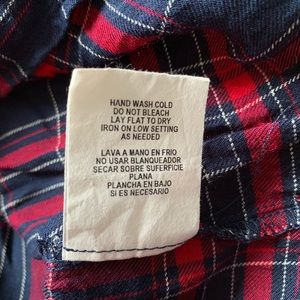 HAND WASH COLD
DO NOT BLEACH
LAY FLAT TO DRY
IRON ON LOW SETTING
AS NEEDED
LAVA A MANO EN FRIO
NO USAR BLANQUEADOR
SECAR SOBRE SUFERFICIE
PLANA
PLANCHA EN BAJO
SI ES NECESARIO